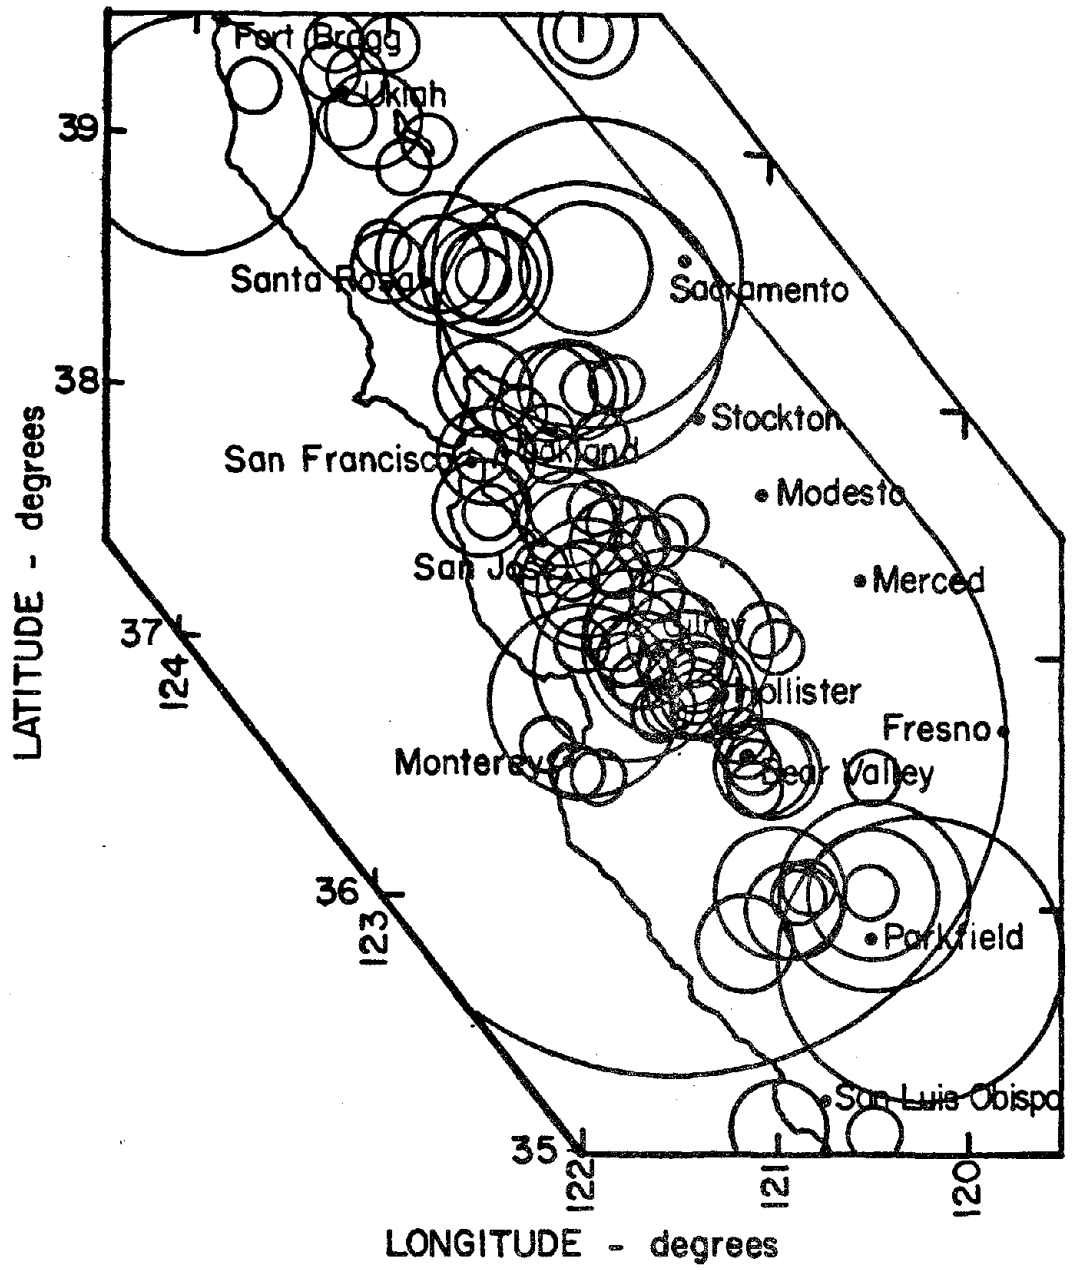 Fort Bragg
Ukiah
39
Santa Rosa
Sacramento
38
Stockton
San Francisco
Oakland
Modesto
San Jose
Merced
37
Gilroy
124
Hollister
Fresno
Monterey
Bear Valley
36
123
Parkfield
San Luis Obispo
35
122
121
120
LATITUDE - degrees
LONGITUDE - degrees